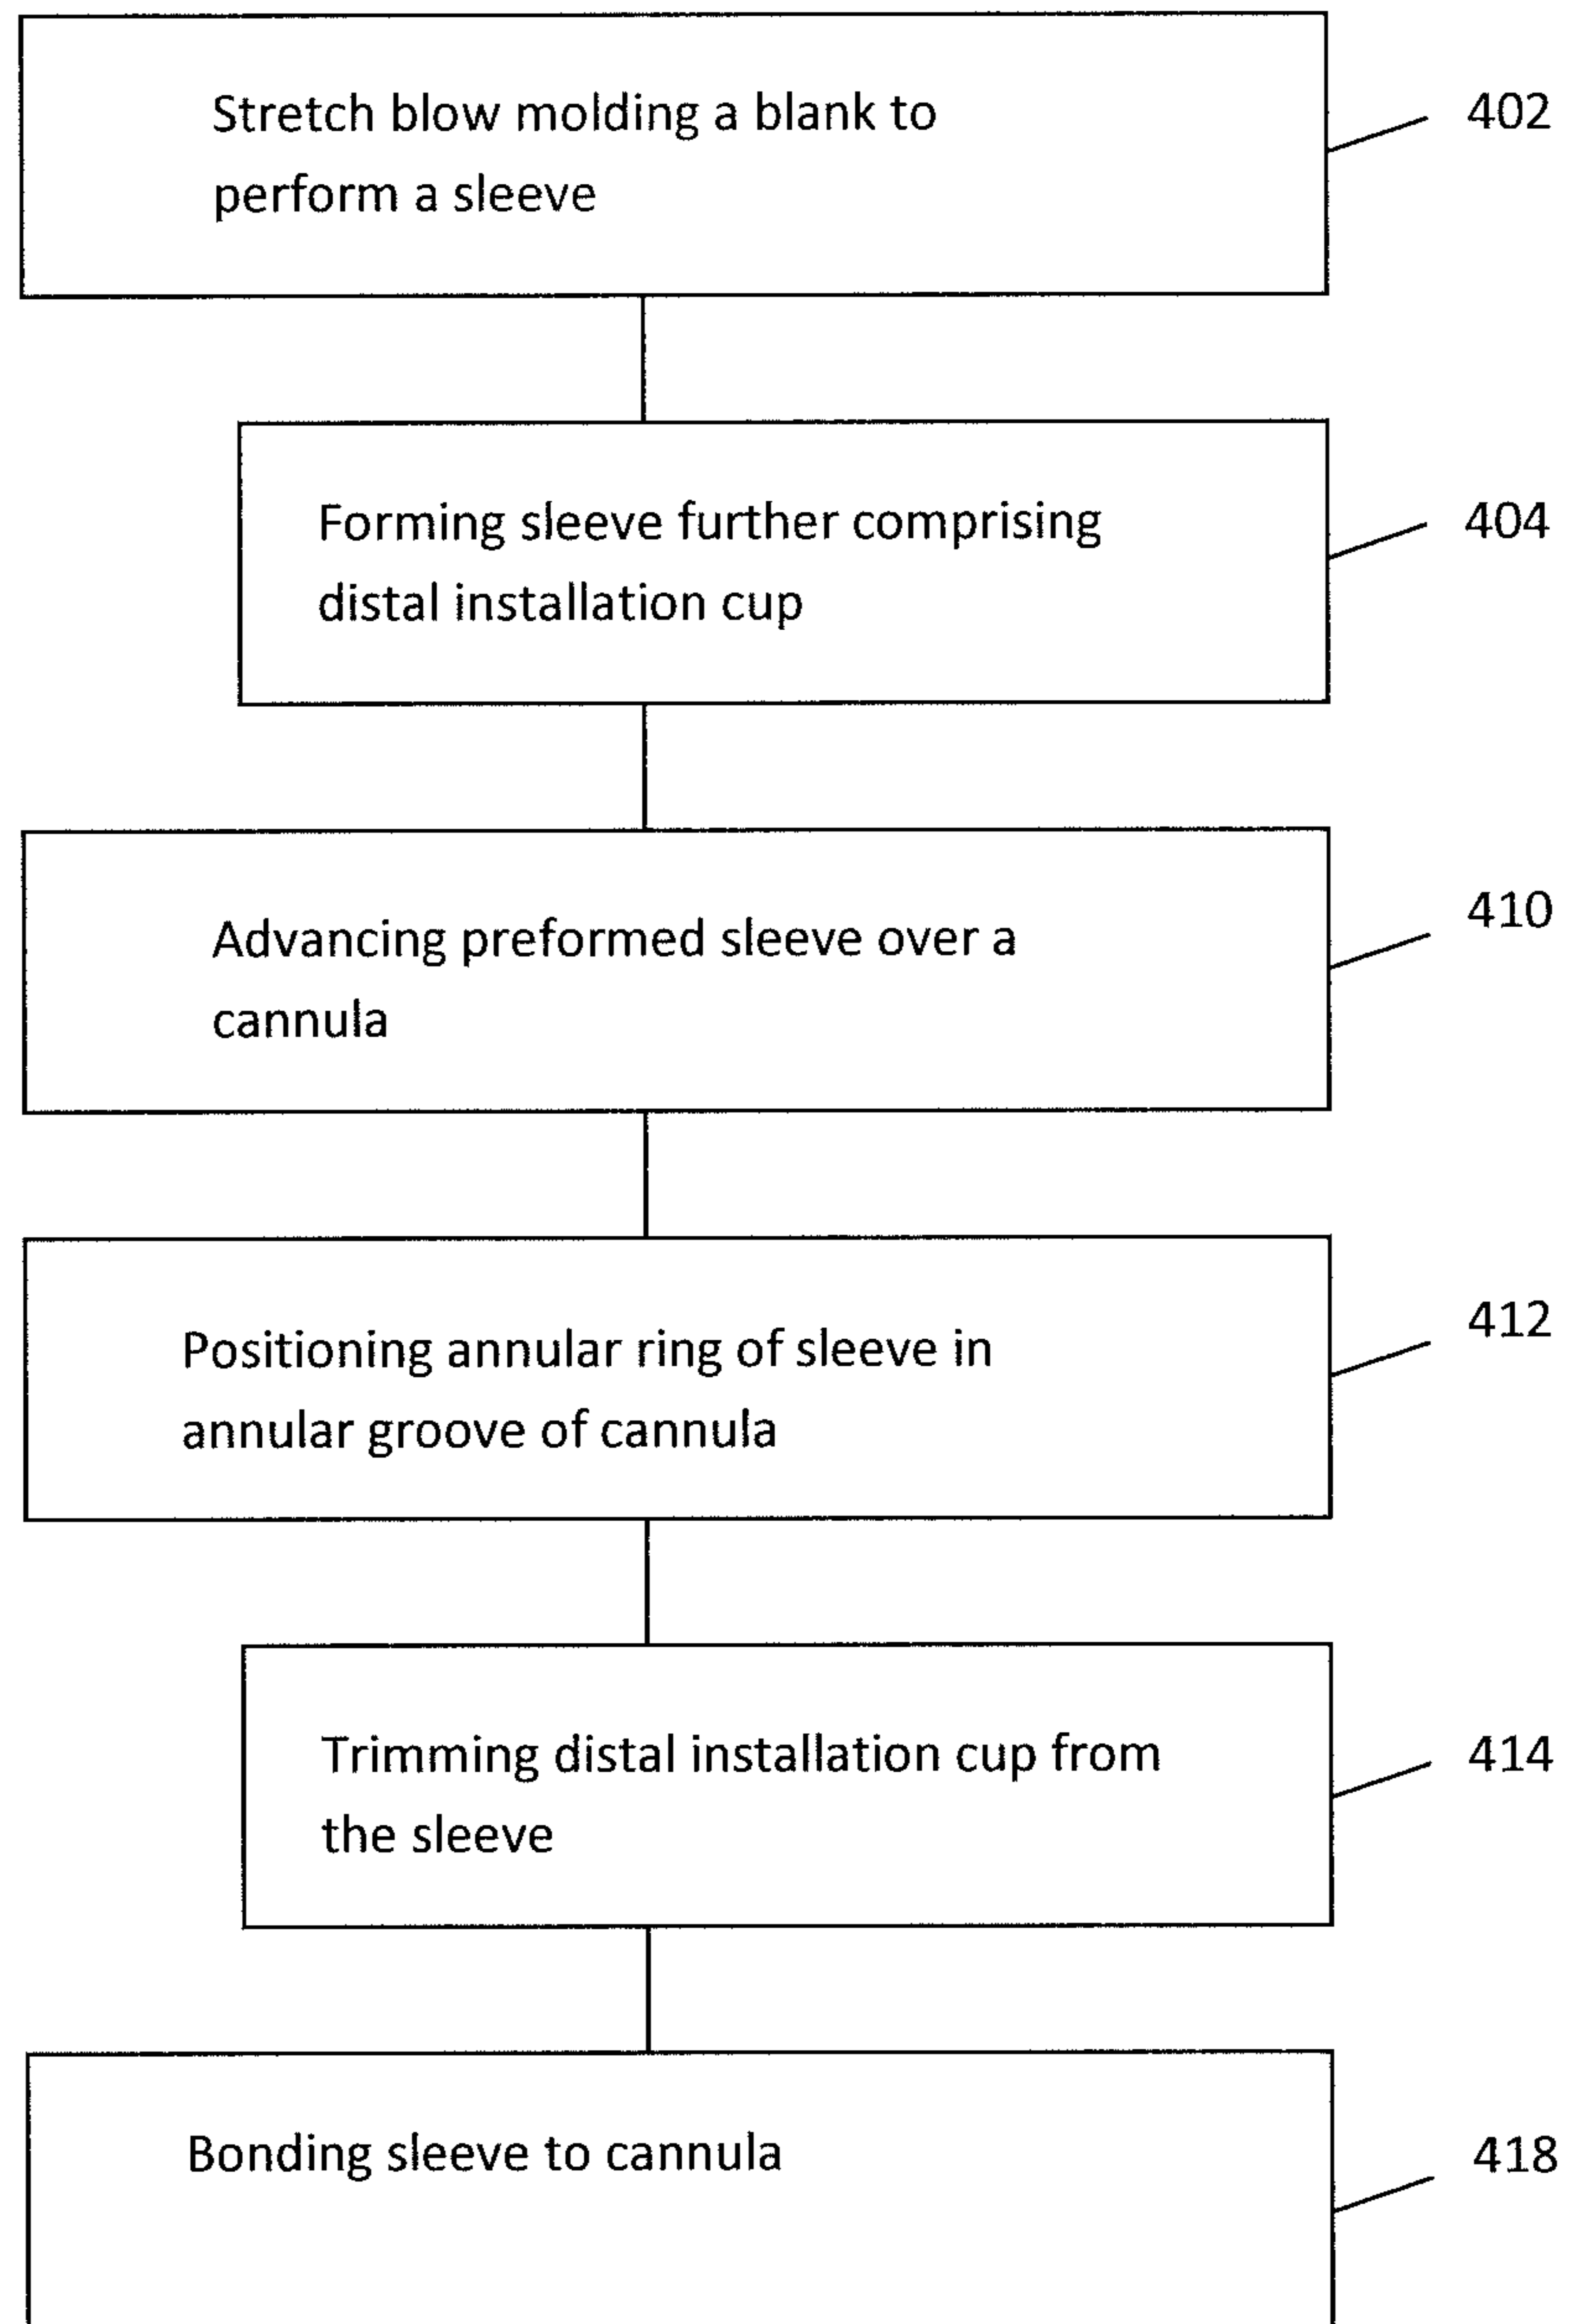 Stretch blow molding a blank to
perform a sleeve
402
Forming sleeve further comprising
distal installation cup
404
Advancing preformed sleeve over a
cannula
410
Positioning annular ring of sleeve in
annular groove of cannula
412
Trimming distal installation cup from
the sleeve
414
Bonding sleeve to cannula
418